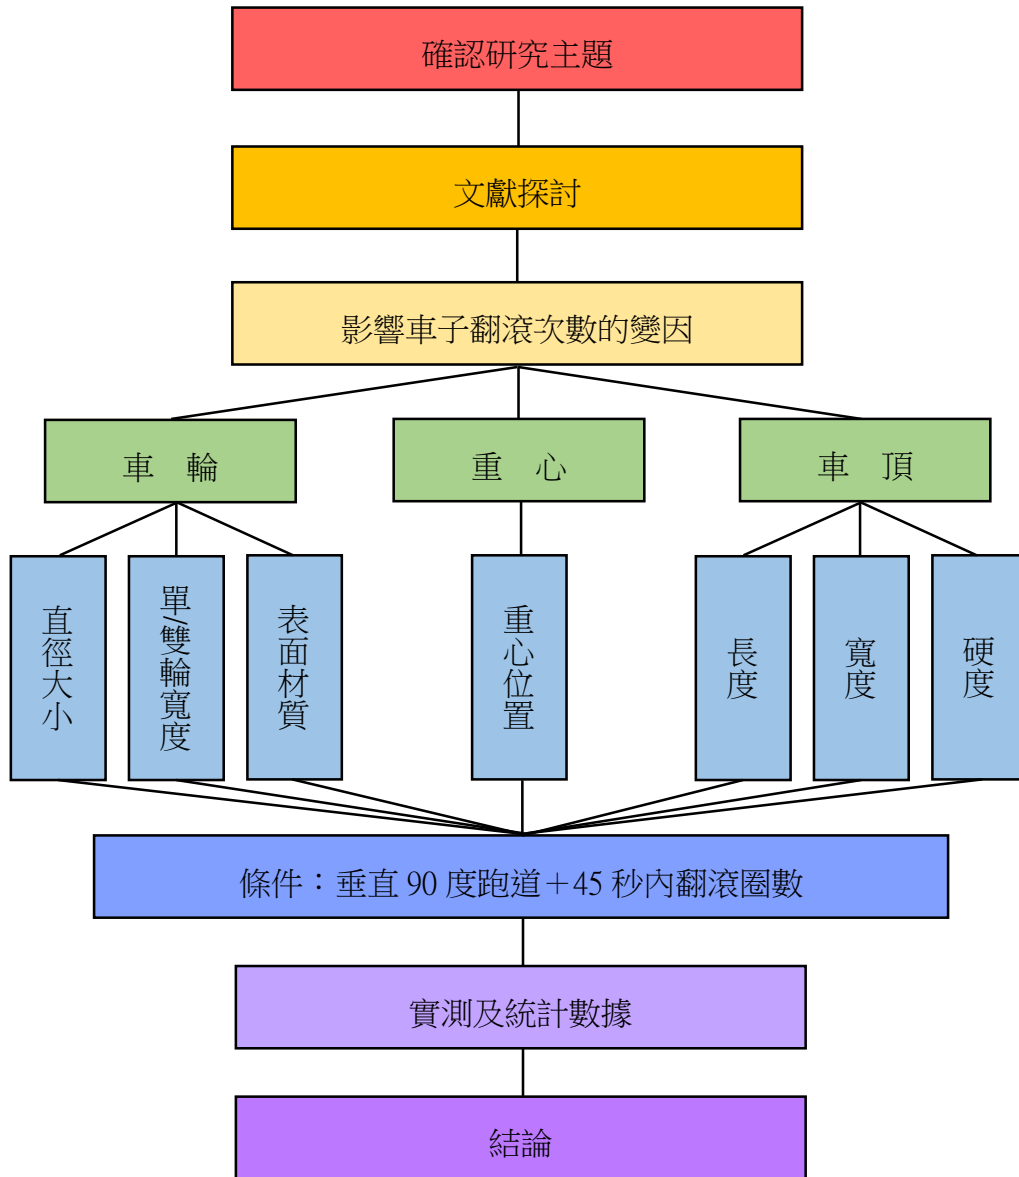 確認研究主題
文獻探討
影響車子翻滾次數的變因
車　輪
重　心
車　頂
直徑大小
單/雙輪寬度
表面材質
重心位置
長度
寬度
硬度
條件：垂直 90 度跑道＋45 秒內翻滾圈數
實測及統計數據
結論